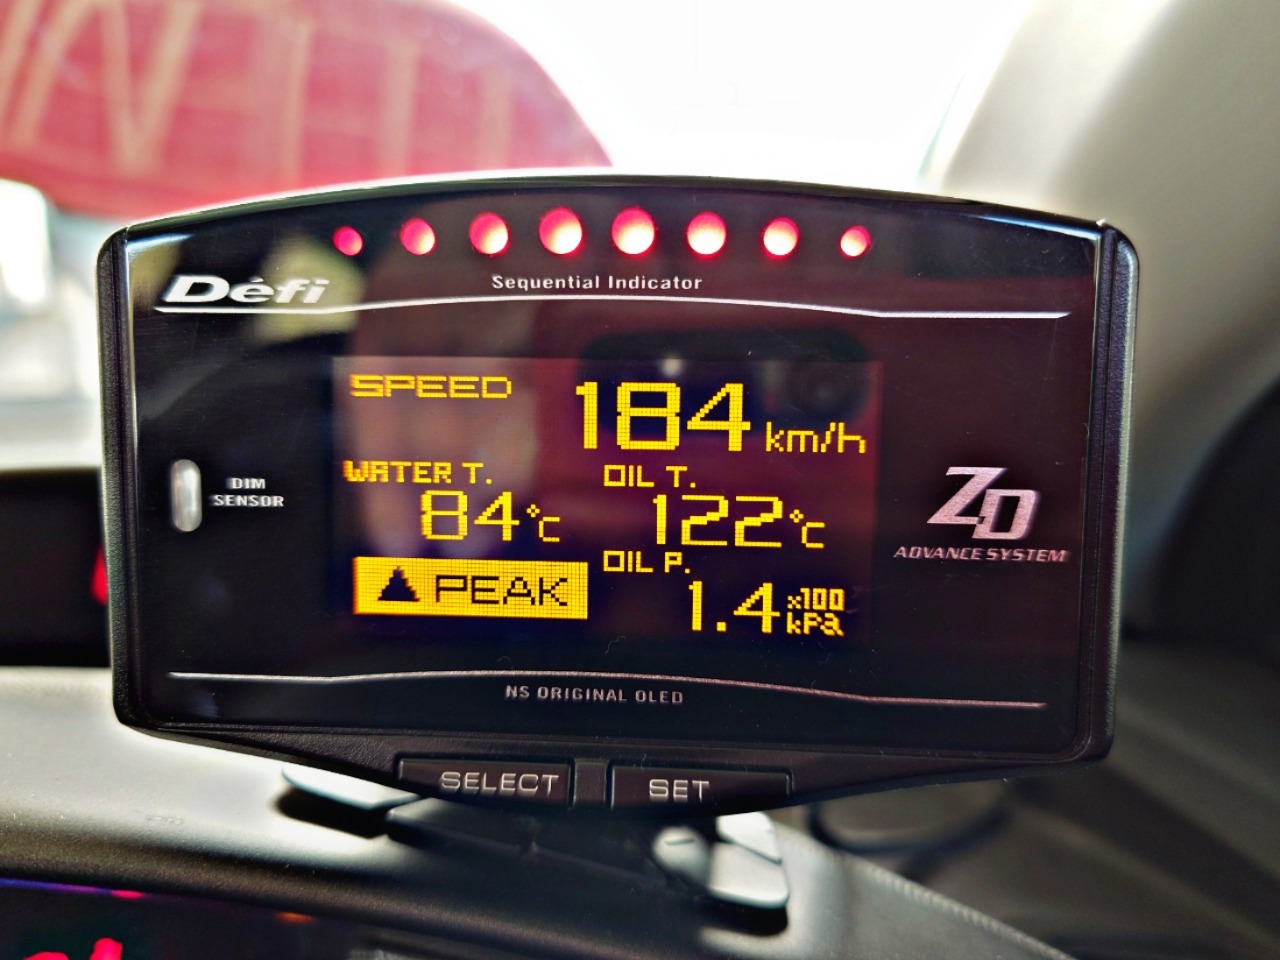 Défi
Sequential Indicator
SPEED 184 km/h
WATER T. OIL T.
84°C 122°C
DIM
SENSOR
ZD
ADVANCE SYSTEM
OIL P.
▲ PEAK
1.4 x100
kPa
NS ORIGINAL OLED
SELECT SET